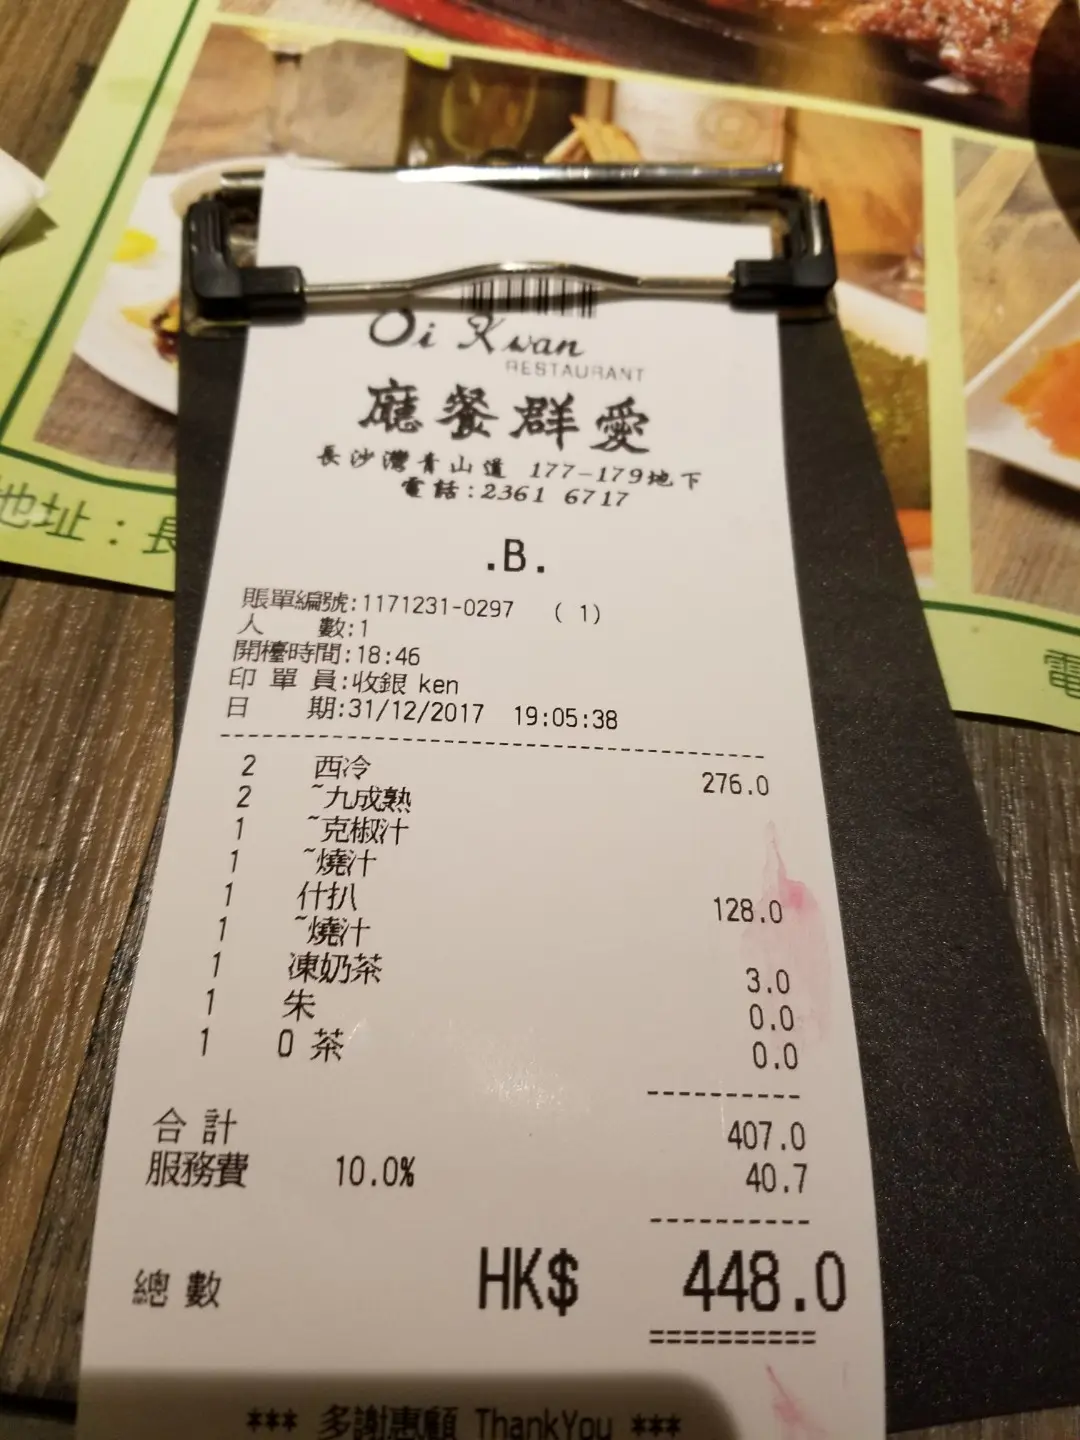 Oi Kwan
RESTAURANT
廳餐群愛
長沙灣青山道 177-179地下
電話:2361 6717
.B.
賬單編號:1171231-0297 ( 1)
人 數:1
開檯時間:18:46
印 單 員:收銀 ken
日 期:31/12/2017 19:05:38
2 西冷 276.0
2 ~九成熟
1 ~克椒汁
1 ~燒汁
1 什扒 128.0
1 ~燒汁
1 凍奶茶 3.0
1 朱 0.0
1 0 茶 0.0
合 計 407.0
服務費 10.0% 40.7
總 數 HK$ 448.0
*** 多謝惠顧 ThankYou ***
地址：長
電